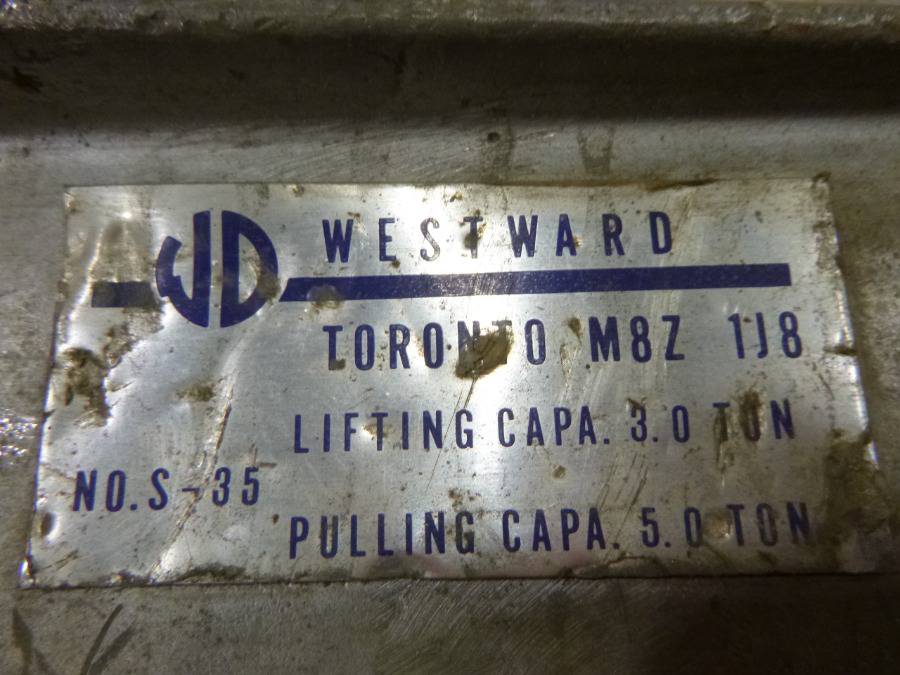 WD WESTWARD
TORONTO M8Z 1J8
LIFTING CAPA. 3.0 TON
NO. S-35
PULLING CAPA. 5.0 TON